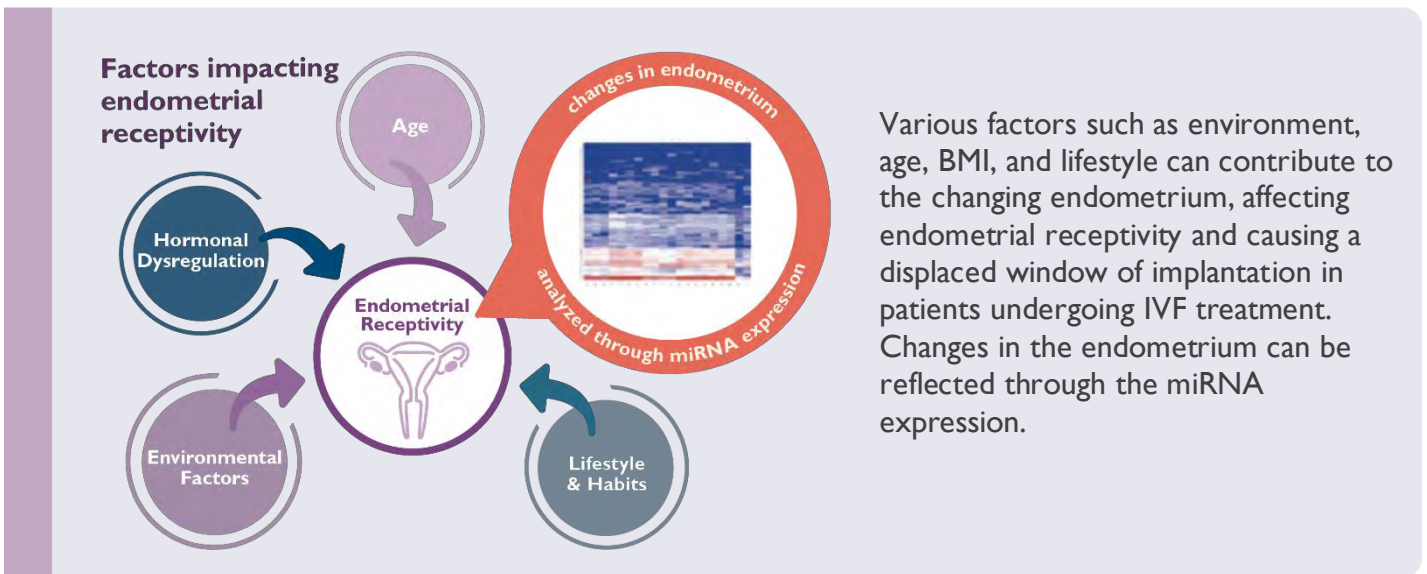 Factors impacting
endometrial
receptivity
Age
changes in endometrium
analyzed through miRNA expression
Hormonal
Dysregulation
Endometrial
Receptivity
Environmental
Factors
Lifestyle
& Habits
Various factors such as environment,
age, BMI, and lifestyle can contribute to
the changing endometrium, affecting
endometrial receptivity and causing a
displaced window of implantation in
patients undergoing IVF treatment.
Changes in the endometrium can be
reflected through the miRNA
expression.